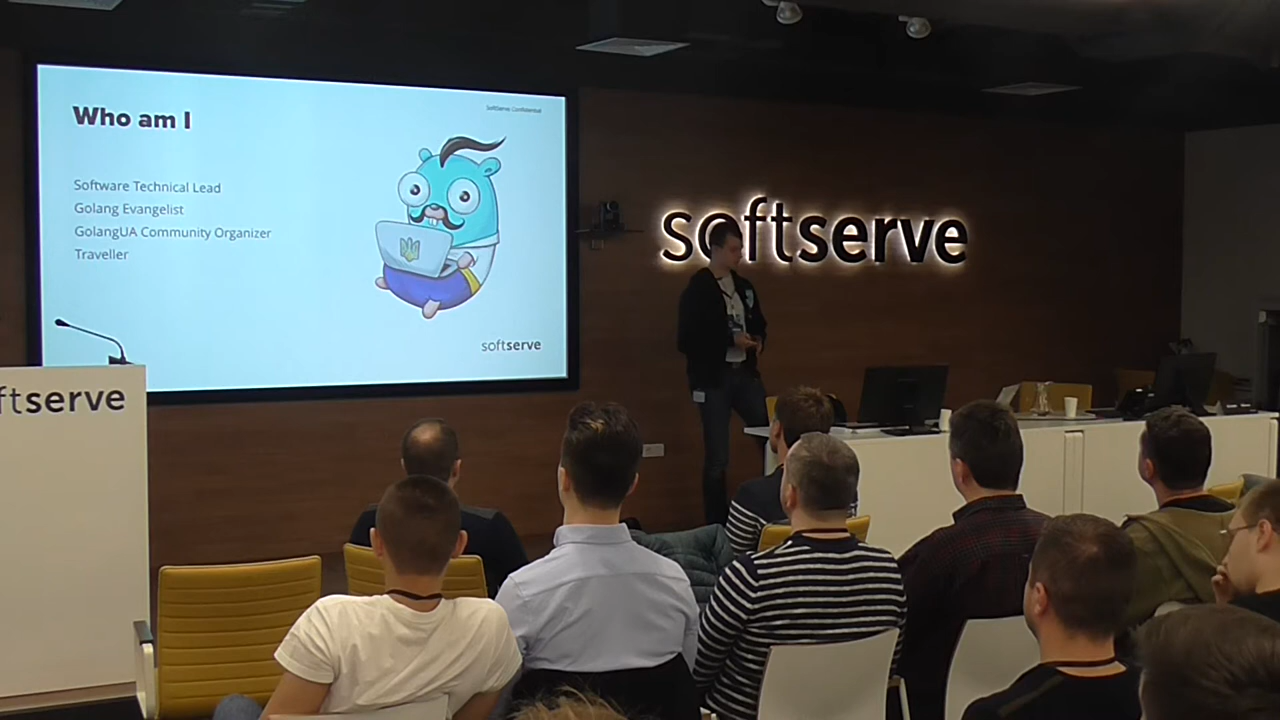 SoftServe Confidential
Who am I
Software Technical Lead
Golang Evangelist
GolangUA Community Organizer
Traveller
softserve
softserve
ftserve